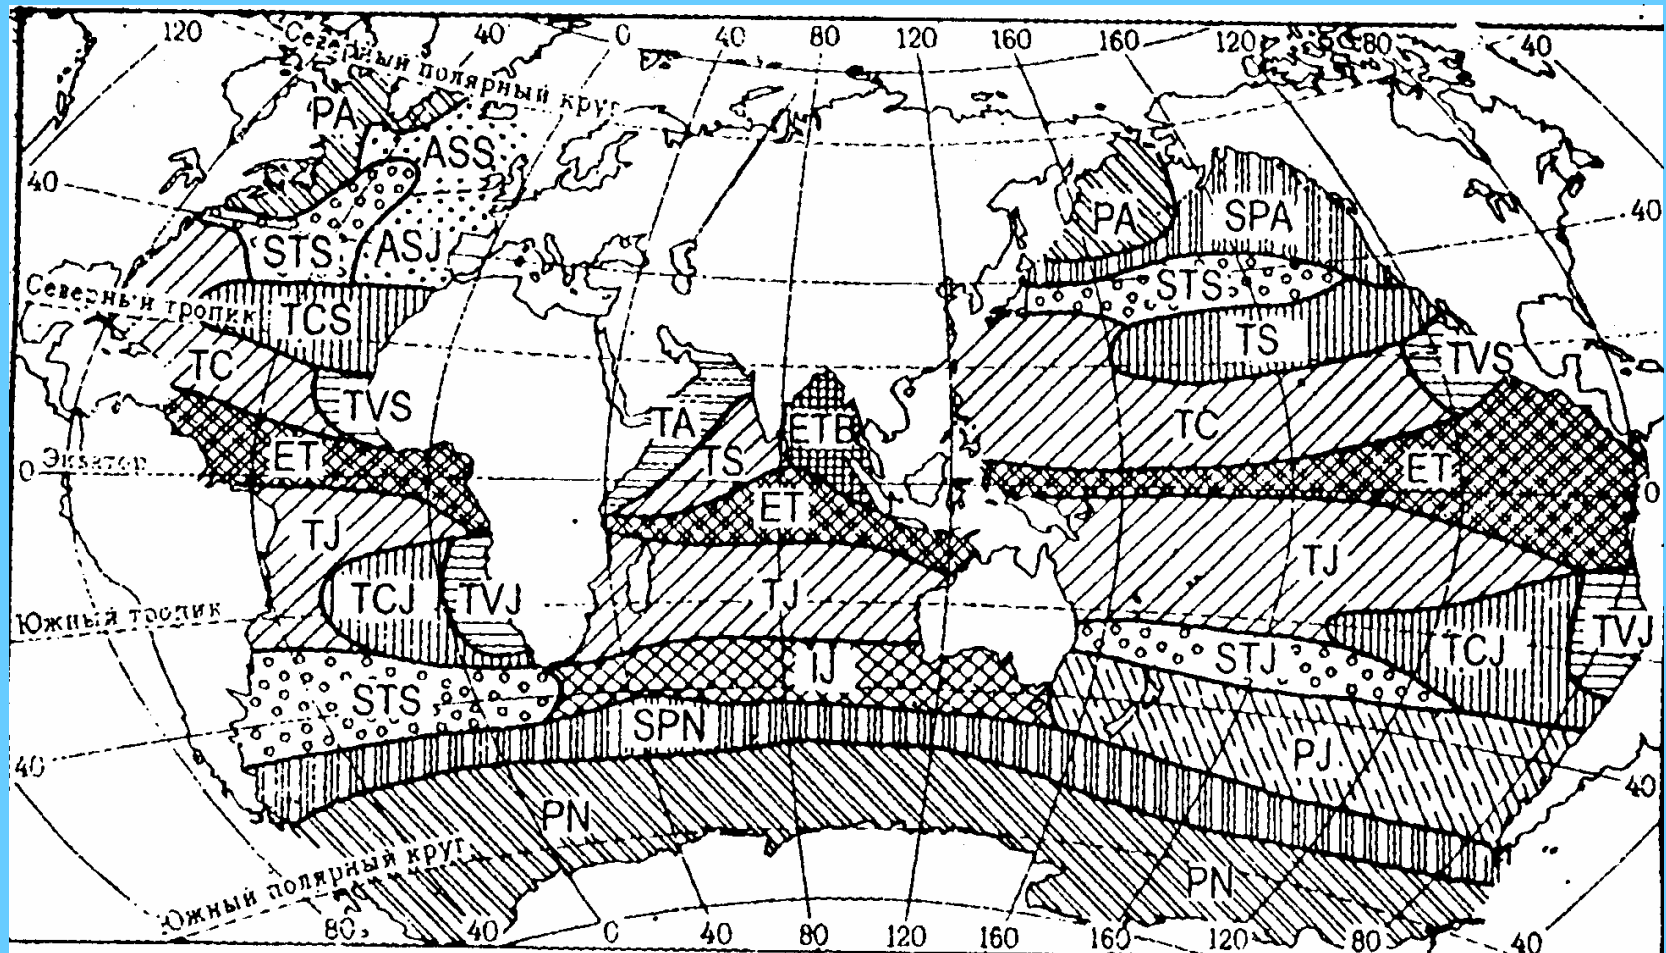 120 40 0 40 80 120 160 160 120 80 40
Северный полярный круг
PA
ASS
40
PA
SPA
40
STS
ASJ
STS
Северный тропик
TCS
TS
TC
TVS
TVS
TA
ETB
TC
ET
TS
ET
0
Экватор
0
ET
TJ
TJ
TCJ
TVJ
TJ
Южный тропик
TVJ
STJ
TCJ
IJ
STS
SPN
PJ
40
40
PN
Южный полярный круг
PN
80 40 0 40 80 120 160 160 120 80 40